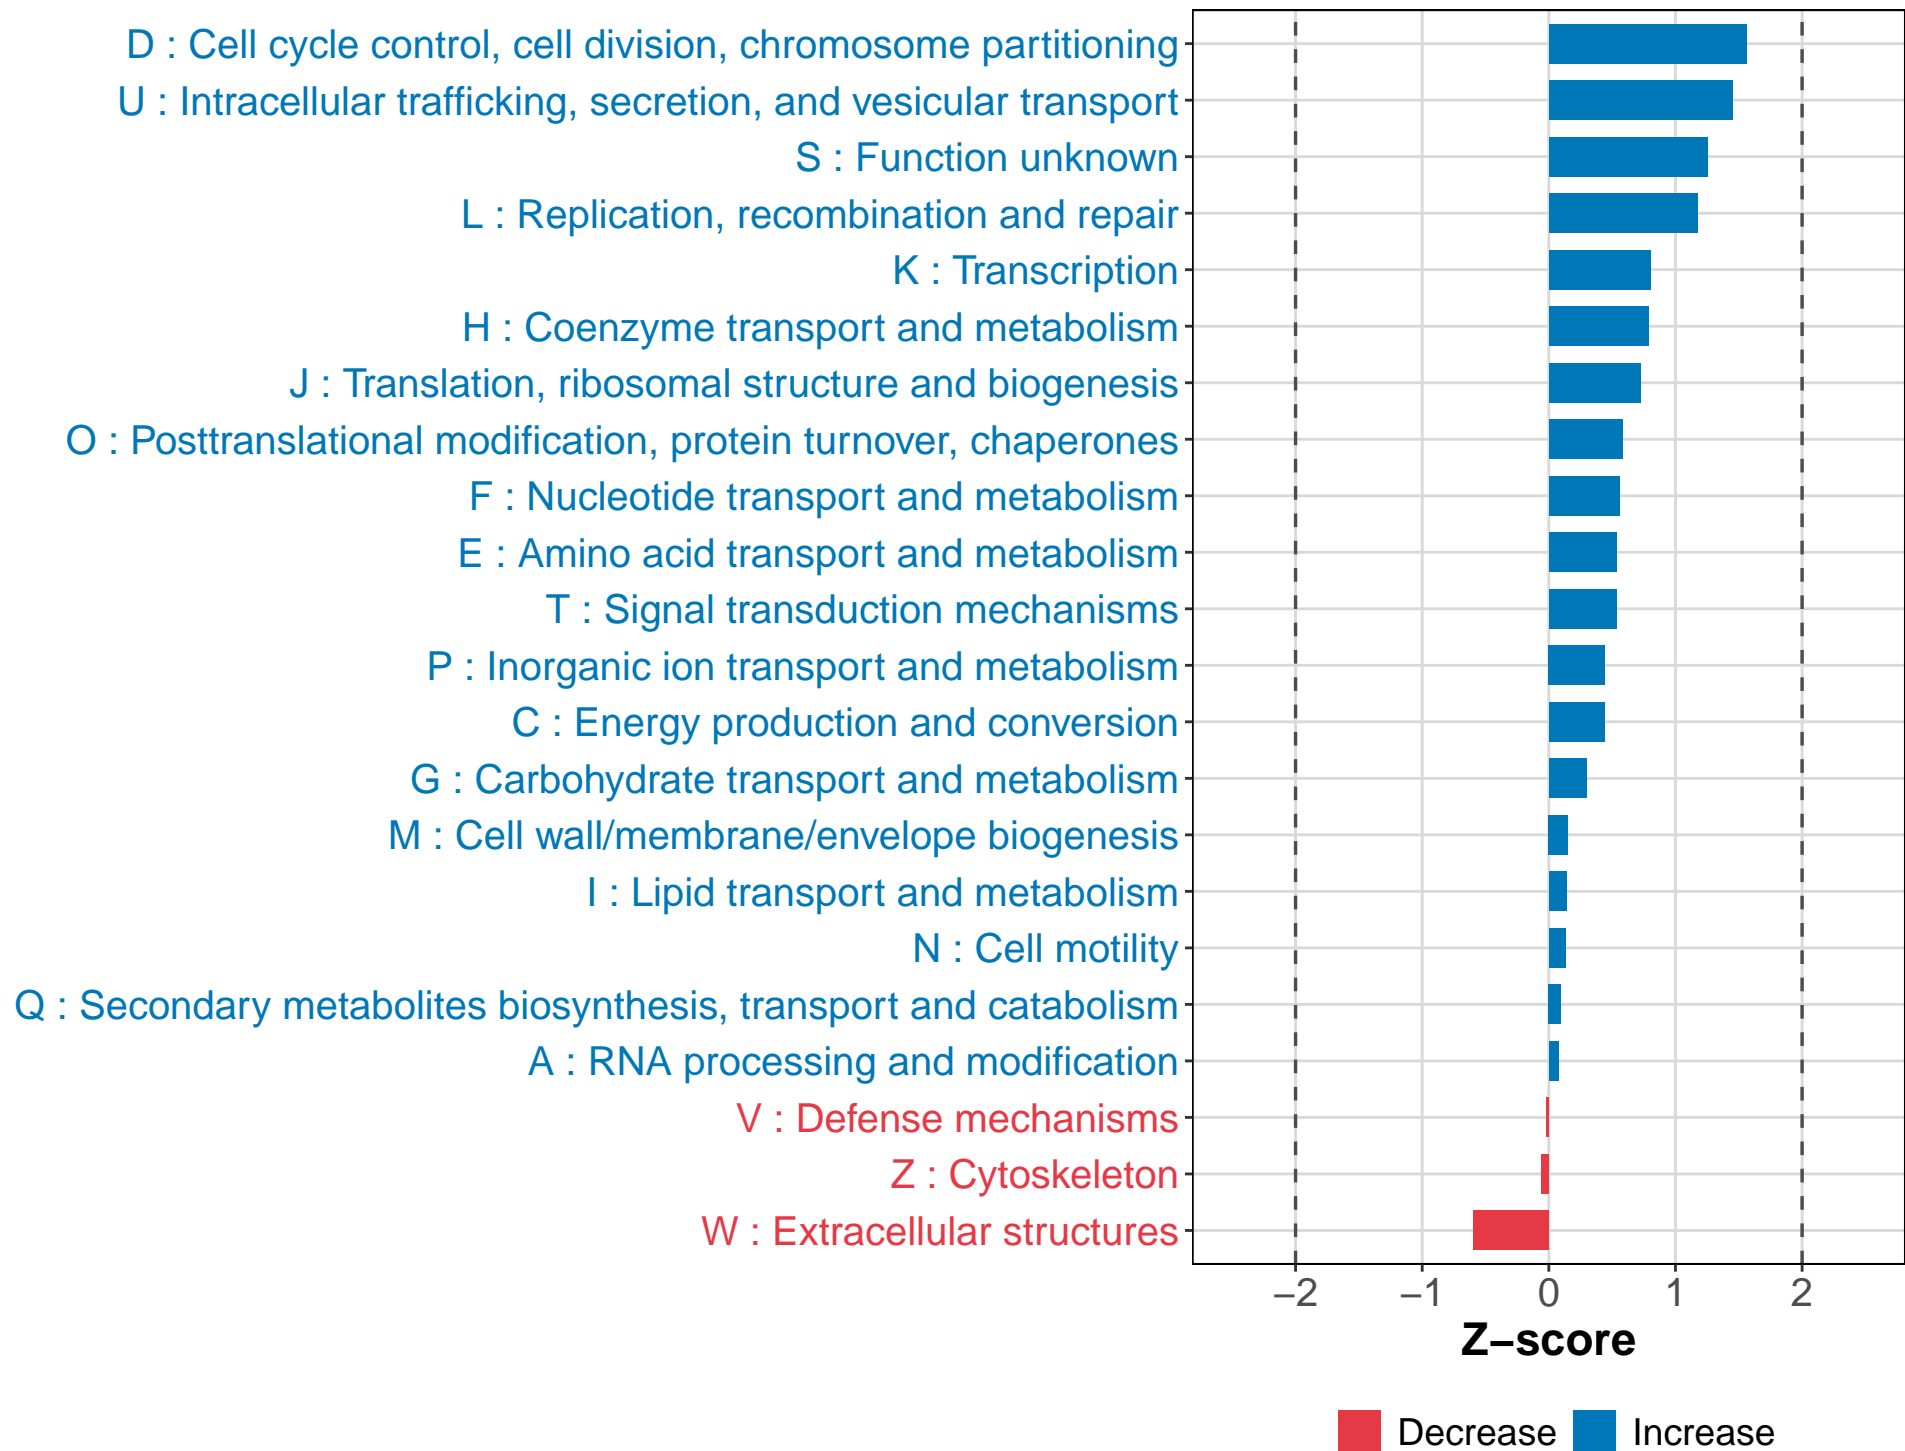 D : Cell cycle control, cell division, chromosome partitioning
U : Intracellular trafficking, secretion, and vesicular transport
S : Function unknown
L : Replication, recombination and repair
K : Transcription
H : Coenzyme transport and metabolism
J : Translation, ribosomal structure and biogenesis
O : Posttranslational modification, protein turnover, chaperones
F : Nucleotide transport and metabolism
E : Amino acid transport and metabolism
T : Signal transduction mechanisms
P : Inorganic ion transport and metabolism
C : Energy production and conversion
G : Carbohydrate transport and metabolism
M : Cell wall/membrane/envelope biogenesis
I : Lipid transport and metabolism
N : Cell motility
Q : Secondary metabolites biosynthesis, transport and catabolism
A : RNA processing and modification
V : Defense mechanisms
Z : Cytoskeleton
W : Extracellular structures
−2 −1 0 1 2
Z−score
Decrease Increase